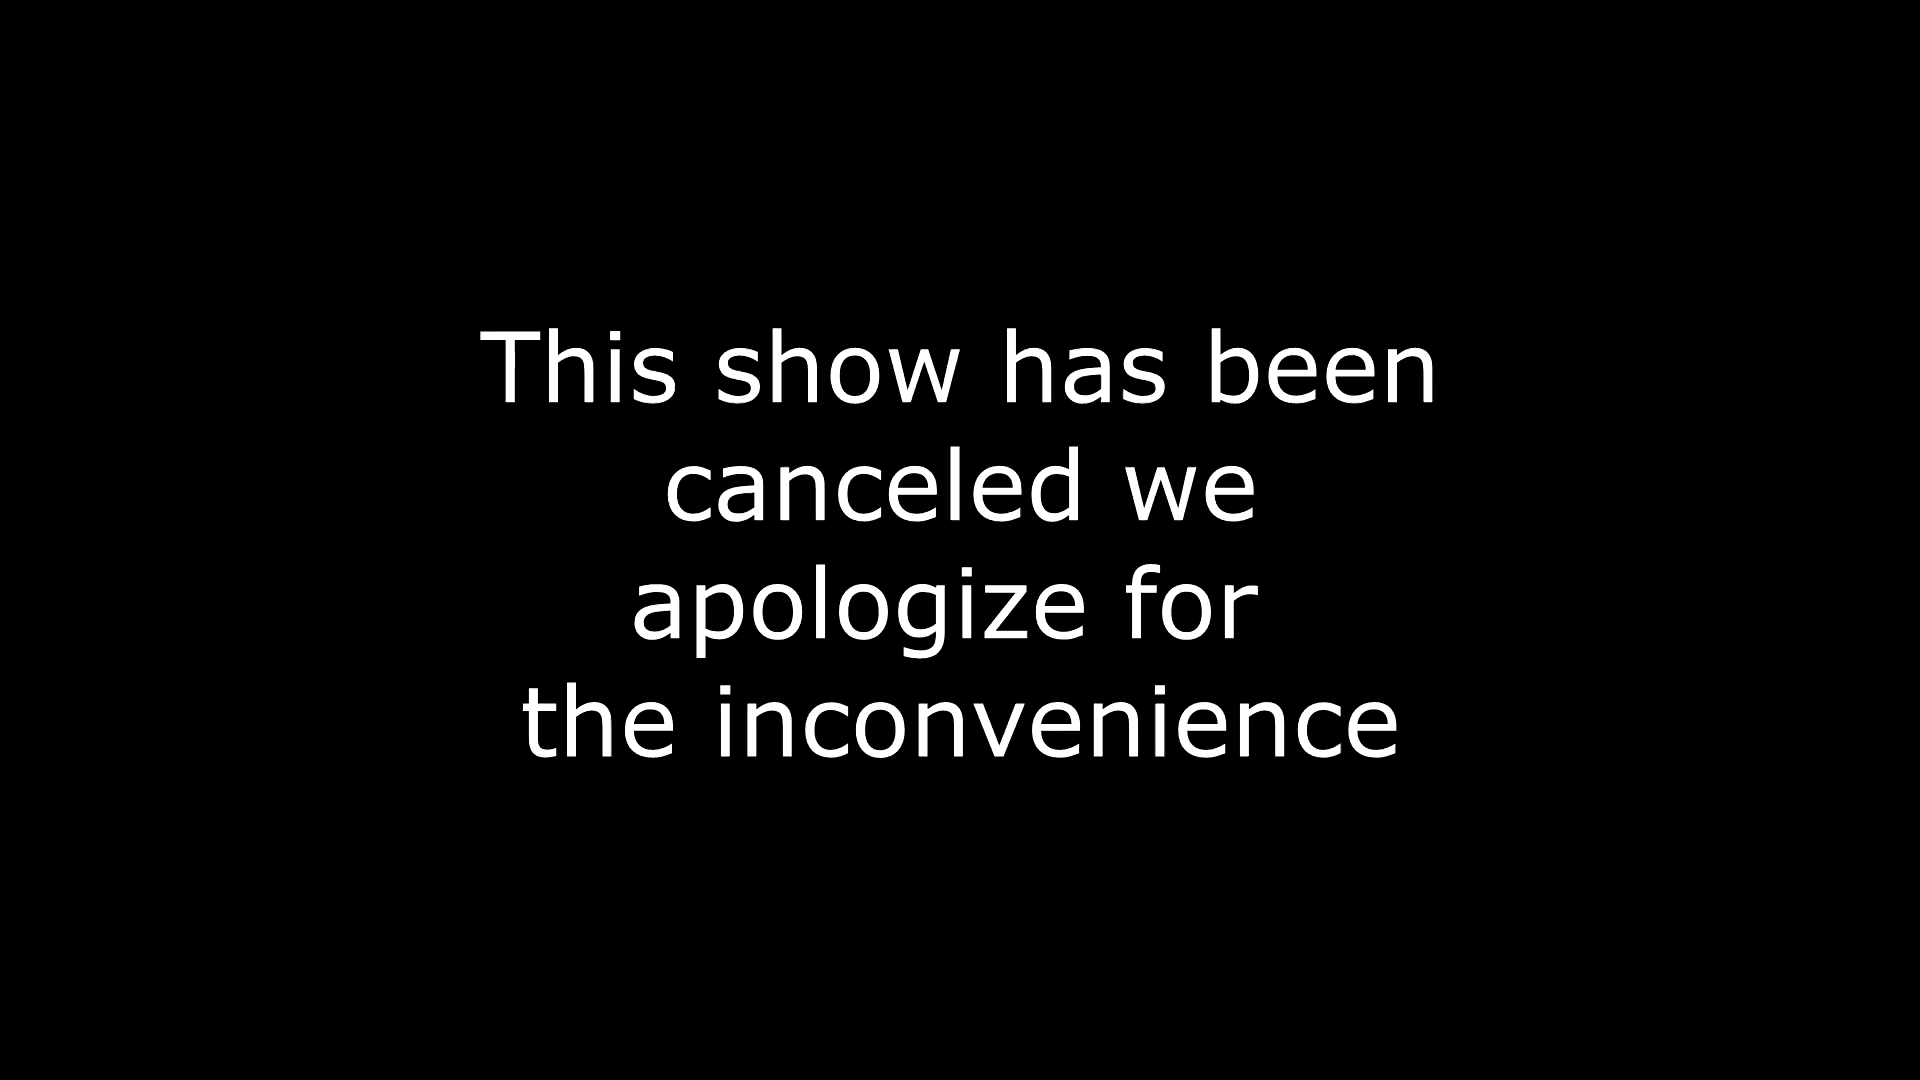 This show has been
canceled we
apologize for
the inconvenience